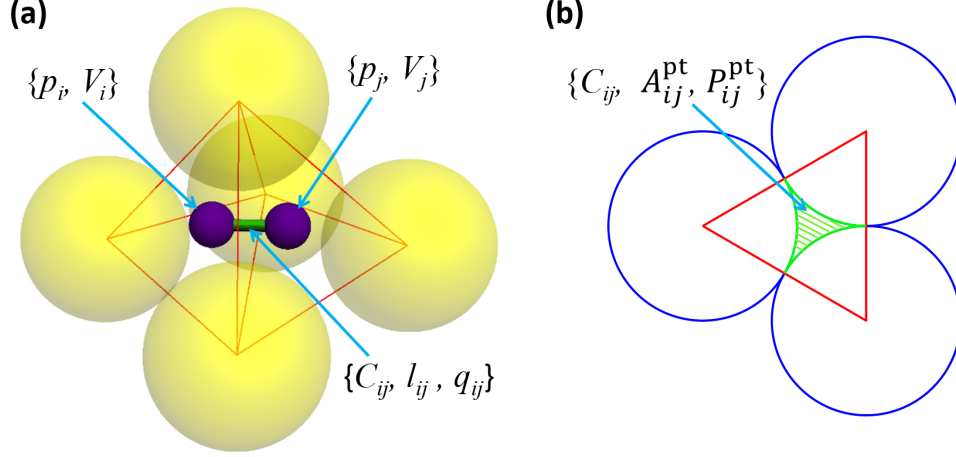 (a)
{p_i, V_i}
{p_j, V_j}
{C_ij, l_ij, q_ij}
(b)
{C_ij, A_ij^pt, P_ij^pt}